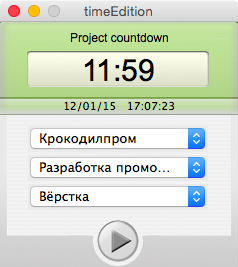 timeEdition
Project countdown
11:59
12/01/15 17:07:23
Крокодилпром
Разработка промо...
Вёрстка